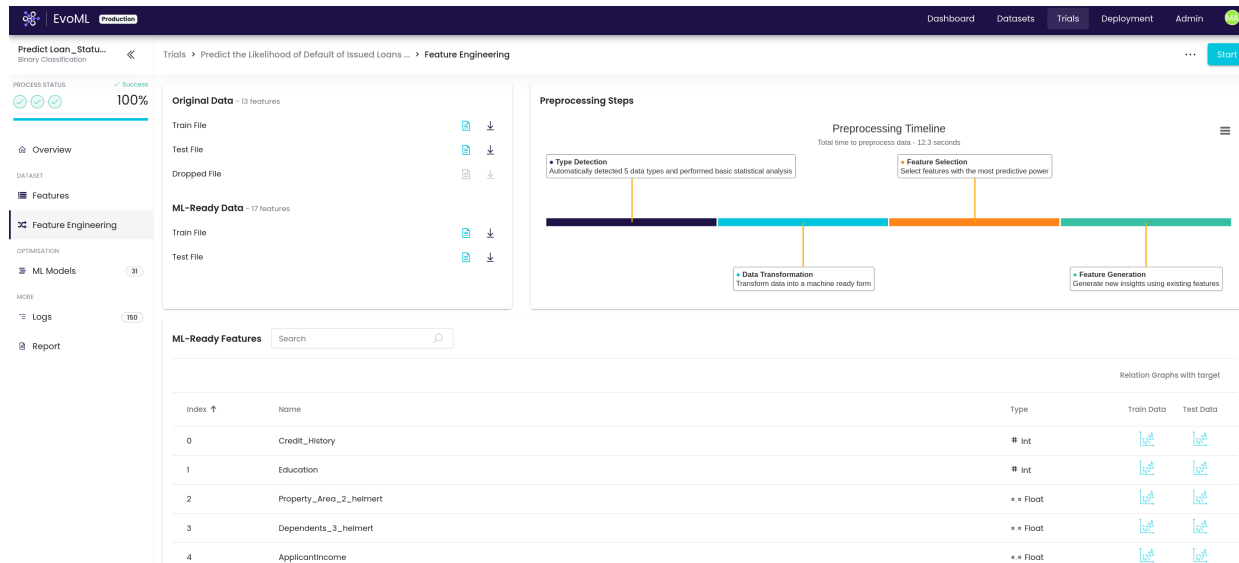 EvoML Production
Dashboard Datasets Trials Deployment Admin MA
Predict Loan_Statu...
Binary Classification
Trials > Predict the Likelihood of Default of Issued Loans ... > Feature Engineering
Start
PROCESS STATUS Success
100%
Overview
DATASET
Features
Feature Engineering
OPTIMISATION
ML Models 31
MORE
Logs 150
Report
Original Data - 13 features
Train File
Test File
Dropped File
ML-Ready Data - 17 features
Train File
Test File
Preprocessing Steps
Preprocessing Timeline
Total time to preprocess data - 12.3 seconds
Type Detection
Automatically detected 5 data types and performed basic statistical analysis
Feature Selection
Select features with the most predictive power
Data Transformation
Transform data into a machine ready form
Feature Generation
Generate new insights using existing features
ML-Ready Features Search
Relation Graphs with target
Index Name Type Train Data Test Data
0 Credit_History # Int
1 Education # Int
2 Property_Area_2_helmert Float
3 Dependents_3_helmert Float
4 ApplicantIncome Float